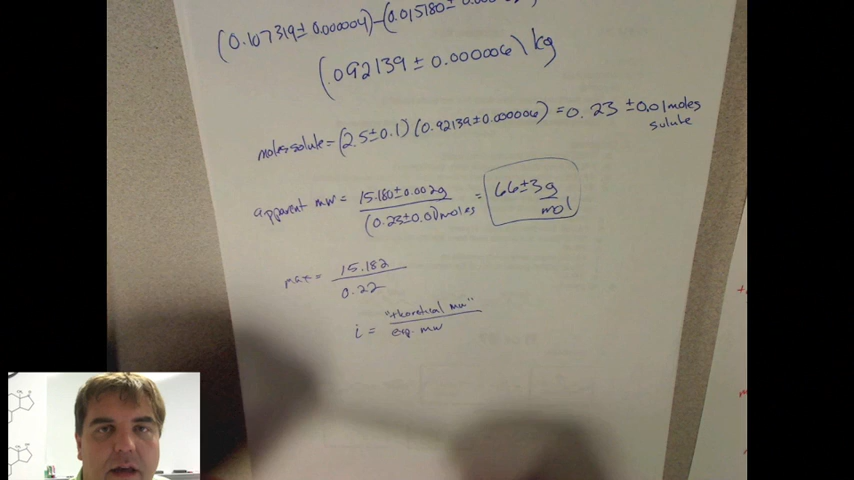 (0.107319± 0.000004)-(0.015180±
(.092139 ± 0.000006) kg
moles solute = (2.5±0.1) (0.92139±0.000006) = 0.23 ±0.01 moles
solute
apparent mw = 15.180±0.002g = 66±3 g
(0.23±0.01) moles mol
max = 15.182
0.22
"theoretical mw"
i = exp. mw